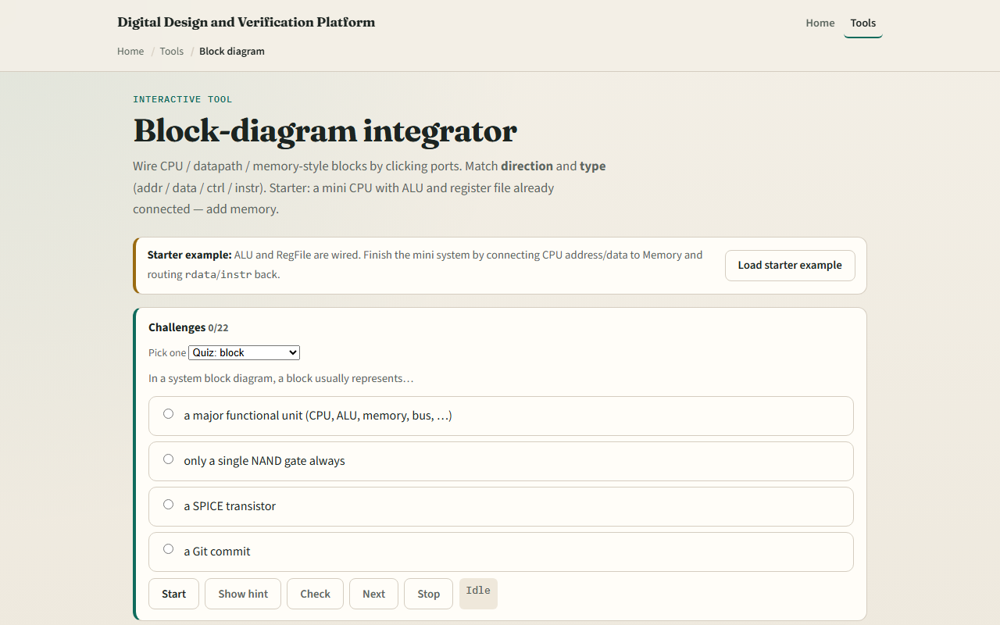 Digital Design and Verification Platform
Home Tools
Home / Tools / Block diagram
INTERACTIVE TOOL
Block-diagram integrator
Wire CPU / datapath / memory-style blocks by clicking ports. Match direction and type
(addr / data / ctrl / instr). Starter: a mini CPU with ALU and register file already
connected — add memory.
Starter example: ALU and RegFile are wired. Finish the mini system by connecting CPU address/data to Memory and
routing rdata/instr back.
Load starter example
Challenges 0/22
Pick one Quiz: block
In a system block diagram, a block usually represents…
a major functional unit (CPU, ALU, memory, bus, …)
only a single NAND gate always
a SPICE transistor
a Git commit
Start Show hint Check Next Stop Idle